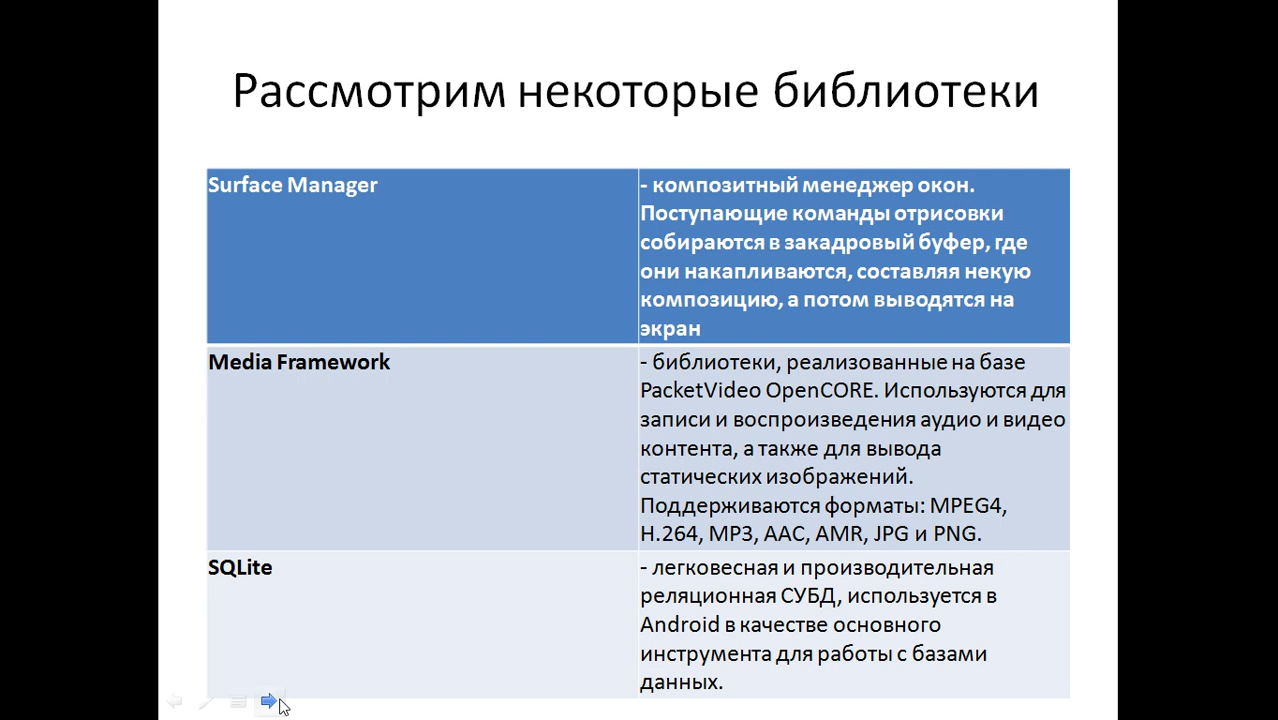 Рассмотрим некоторые библиотеки
Surface Manager
- композитный менеджер окон.
Поступающие команды отрисовки
собираются в закадровый буфер, где
они накапливаются, составляя некую
композицию, а потом выводятся на
экран
Media Framework
- библиотеки, реализованные на базе
PacketVideo OpenCORE. Используются для
записи и воспроизведения аудио и видео
контента, а также для вывода
статических изображений.
Поддерживаются форматы: MPEG4,
H.264, MP3, AAC, AMR, JPG и PNG.
SQLite
- легковесная и производительная
реляционная СУБД, используется в
Android в качестве основного
инструмента для работы с базами
данных.